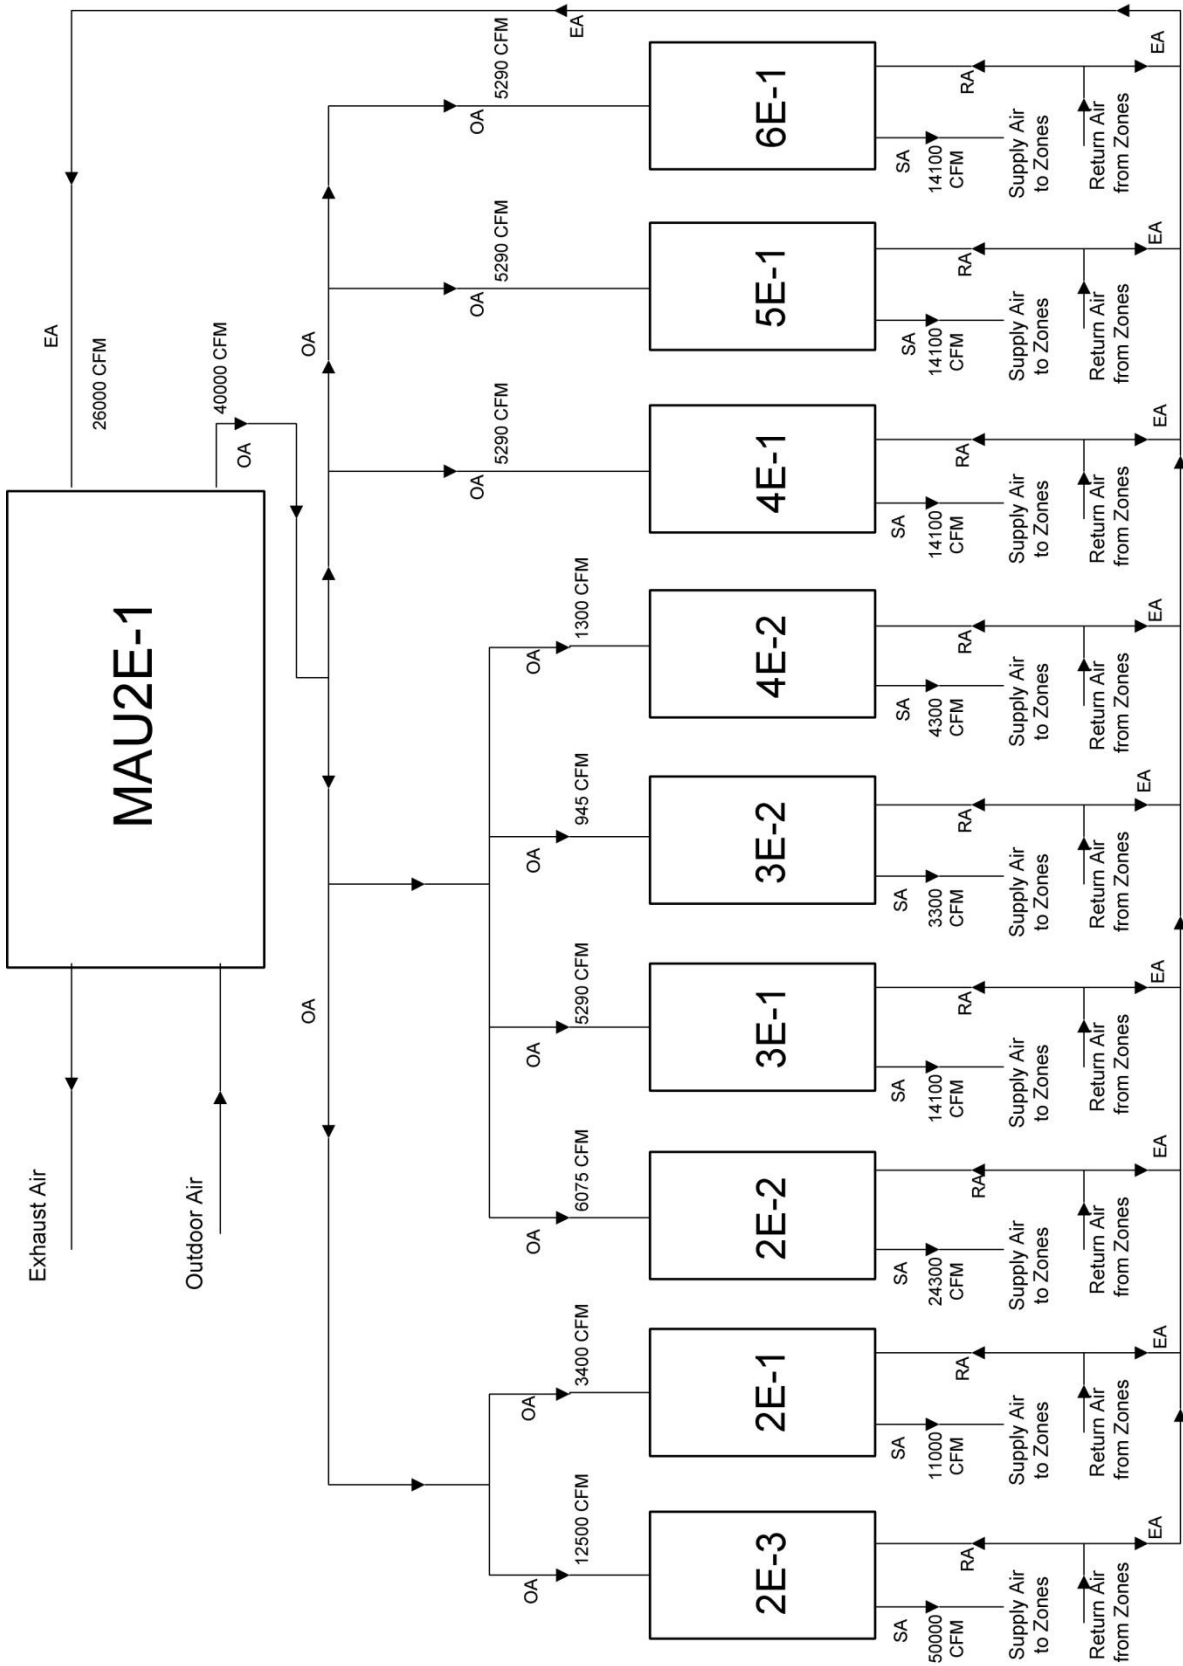 Exhaust Air
Outdoor Air
MAU2E-1
EA
26000 CFM
40000 CFM
OA
EA
OA
OA
OA
12500 CFM
OA
3400 CFM
OA
6075 CFM
OA
5290 CFM
OA
945 CFM
OA
1300 CFM
OA
5290 CFM
OA
5290 CFM
OA
5290 CFM
2E-3
2E-1
2E-2
3E-1
3E-2
4E-2
4E-1
5E-1
6E-1
SA
50000
CFM
Supply Air
to Zones
RA
Return Air
from Zones
EA
SA
11000
CFM
Supply Air
to Zones
RA
Return Air
from Zones
EA
SA
24300
CFM
Supply Air
to Zones
RA
Return Air
from Zones
EA
SA
14100
CFM
Supply Air
to Zones
RA
Return Air
from Zones
EA
SA
3300
CFM
Supply Air
to Zones
RA
Return Air
from Zones
EA
SA
4300
CFM
Supply Air
to Zones
RA
Return Air
from Zones
EA
SA
14100
CFM
Supply Air
to Zones
RA
Return Air
from Zones
EA
SA
14100
CFM
Supply Air
to Zones
RA
Return Air
from Zones
EA
SA
14100
CFM
Supply Air
to Zones
RA
Return Air
from Zones
EA